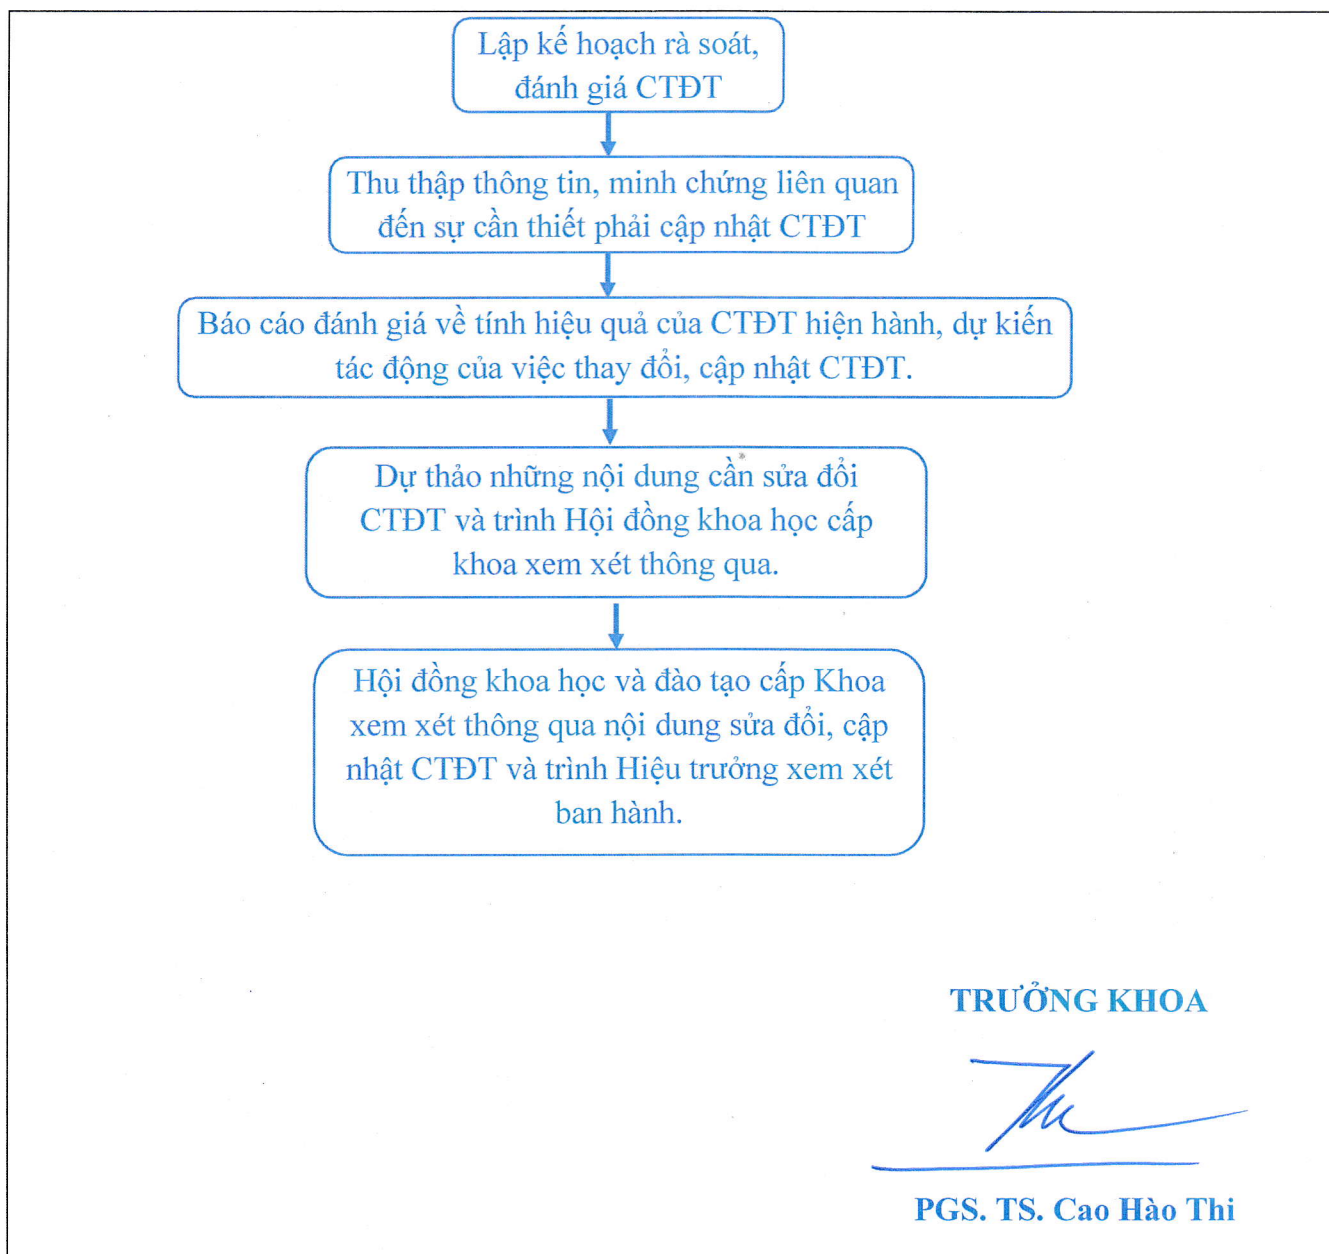 Lập kế hoạch rà soát,
đánh giá CTĐT
Thu thập thông tin, minh chứng liên quan
đến sự cần thiết phải cập nhật CTĐT
Báo cáo đánh giá về tính hiệu quả của CTĐT hiện hành, dự kiến
tác động của việc thay đổi, cập nhật CTĐT.
Dự thảo những nội dung cần sửa đổi
CTĐT và trình Hội đồng khoa học cấp
khoa xem xét thông qua.
Hội đồng khoa học và đào tạo cấp Khoa
xem xét thông qua nội dung sửa đổi, cập
nhật CTĐT và trình Hiệu trưởng xem xét
ban hành.
TRƯỞNG KHOA
PGS. TS. Cao Hào Thi